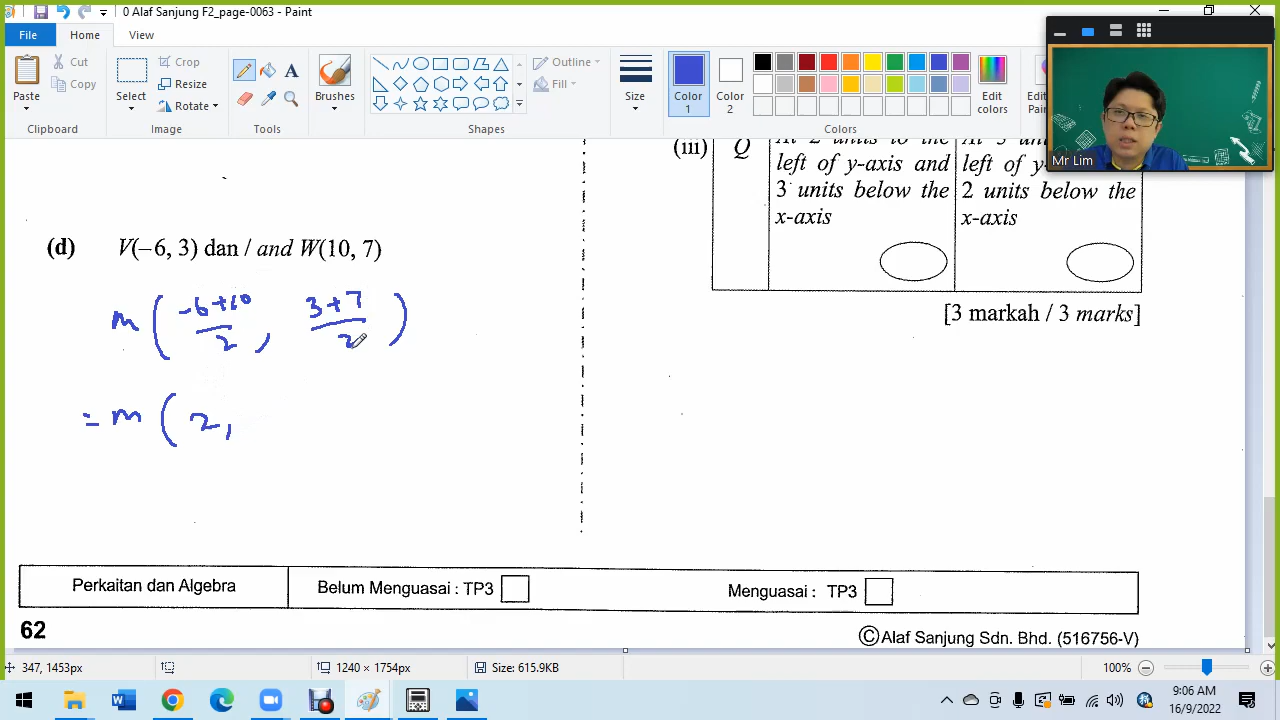 0 Alaf Sanjung F2_page-0063 - Paint
File
Home
View
Paste
Cut
Copy
Clipboard
Select
Crop
Resize
Rotate
Image
A
Tools
Brushes
Shapes
Outline
Fill
Size
Color 1
Color 2
Colors
Edit colors
Mr Lim
(iii)
Q
At 2 units to the
left of y-axis and
3 units below the
x-axis
left of y-
2 units below the
x-axis
[3 markah / 3 marks]
(d) V(−6, 3) dan / and W(10, 7)
m ( -6+10/2 , 3+7/2 )
= m ( 2,
Perkaitan dan Algebra
Belum Menguasai : TP3
Menguasai : TP3
62
©Alaf Sanjung Sdn. Bhd. (516756-V)
347, 1453px
1240 × 1754px
Size: 615.9KB
100%
9:06 AM
16/9/2022